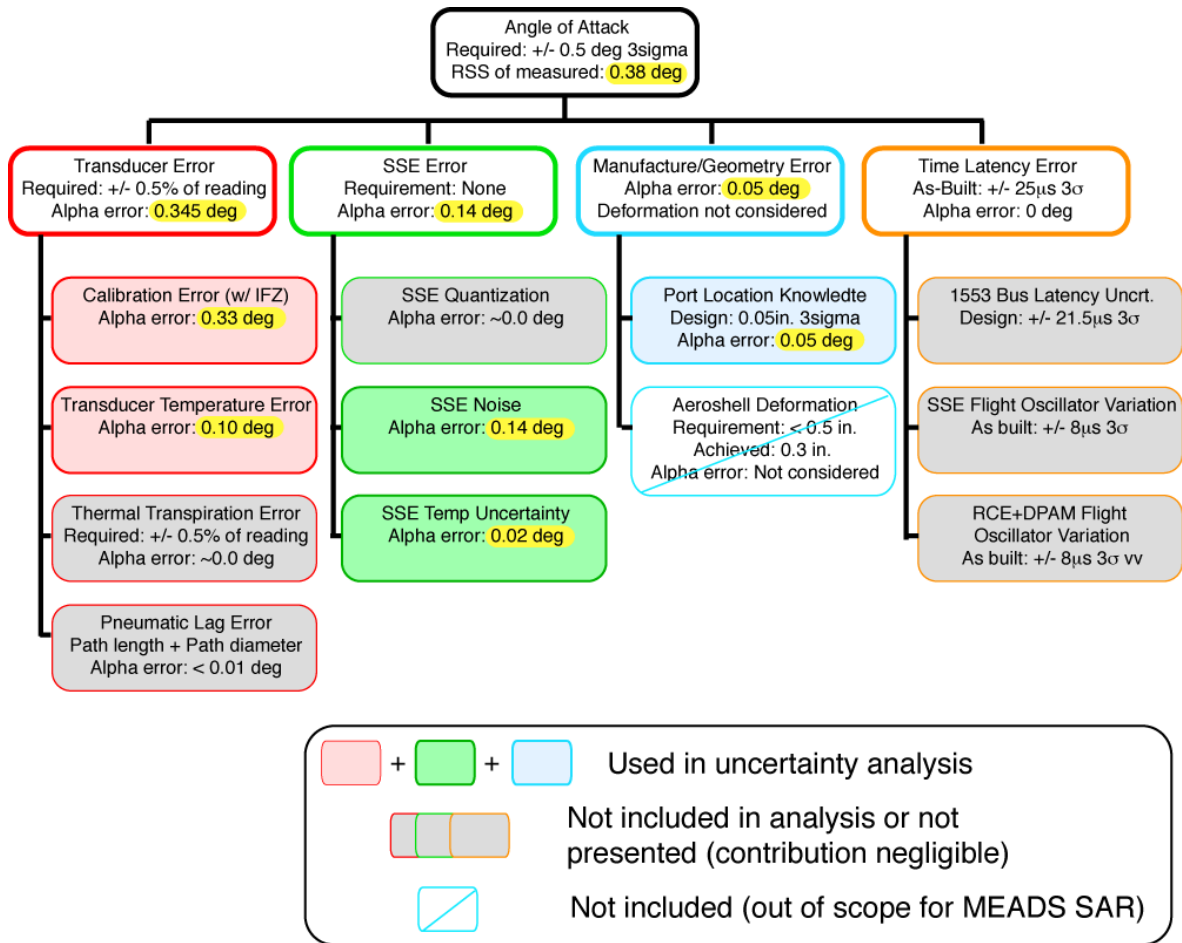 Angle of Attack
Required: +/- 0.5 deg 3sigma
RSS of measured: 0.38 deg
Transducer Error
Required: +/- 0.5% of reading
Alpha error: 0.345 deg
SSE Error
Requirement: None
Alpha error: 0.14 deg
Manufacture/Geometry Error
Alpha error: 0.05 deg
Deformation not considered
Time Latency Error
As-Built: +/- 25μs 3σ
Alpha error: 0 deg
Calibration Error (w/ IFZ)
Alpha error: 0.33 deg
Transducer Temperature Error
Alpha error: 0.10 deg
Thermal Transpiration Error
Required: +/- 0.5% of reading
Alpha error: ~0.0 deg
Pneumatic Lag Error
Path length + Path diameter
Alpha error: < 0.01 deg
SSE Quantization
Alpha error: ~0.0 deg
SSE Noise
Alpha error: 0.14 deg
SSE Temp Uncertainty
Alpha error: 0.02 deg
Port Location Knowledte
Design: 0.05in. 3sigma
Alpha error: 0.05 deg
Aeroshell Deformation
Requirement: < 0.5 in.
Achieved: 0.3 in.
Alpha error: Not considered
1553 Bus Latency Uncrt.
Design: +/- 21.5μs 3σ
SSE Flight Oscillator Variation
As built: +/- 8μs 3σ
RCE+DPAM Flight
Oscillator Variation
As built: +/- 8μs 3σ vv
+ + Used in uncertainty analysis
Not included in analysis or not
presented (contribution negligible)
Not included (out of scope for MEADS SAR)